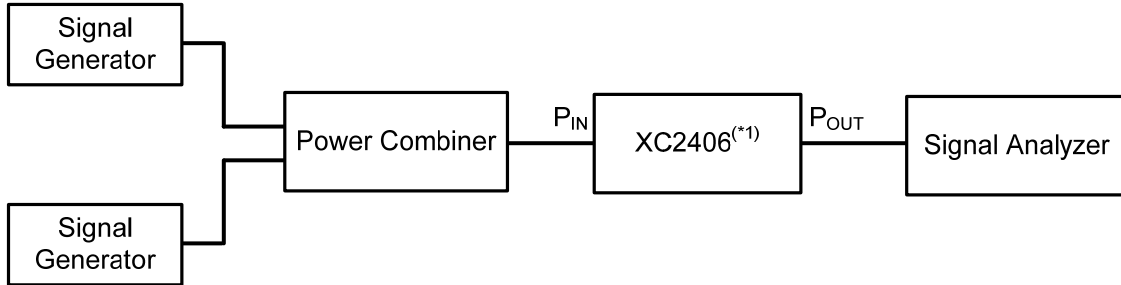 Signal
Generator
Power Combiner
P_IN
XC2406(*1)
P_OUT
Signal Analyzer
Signal
Generator